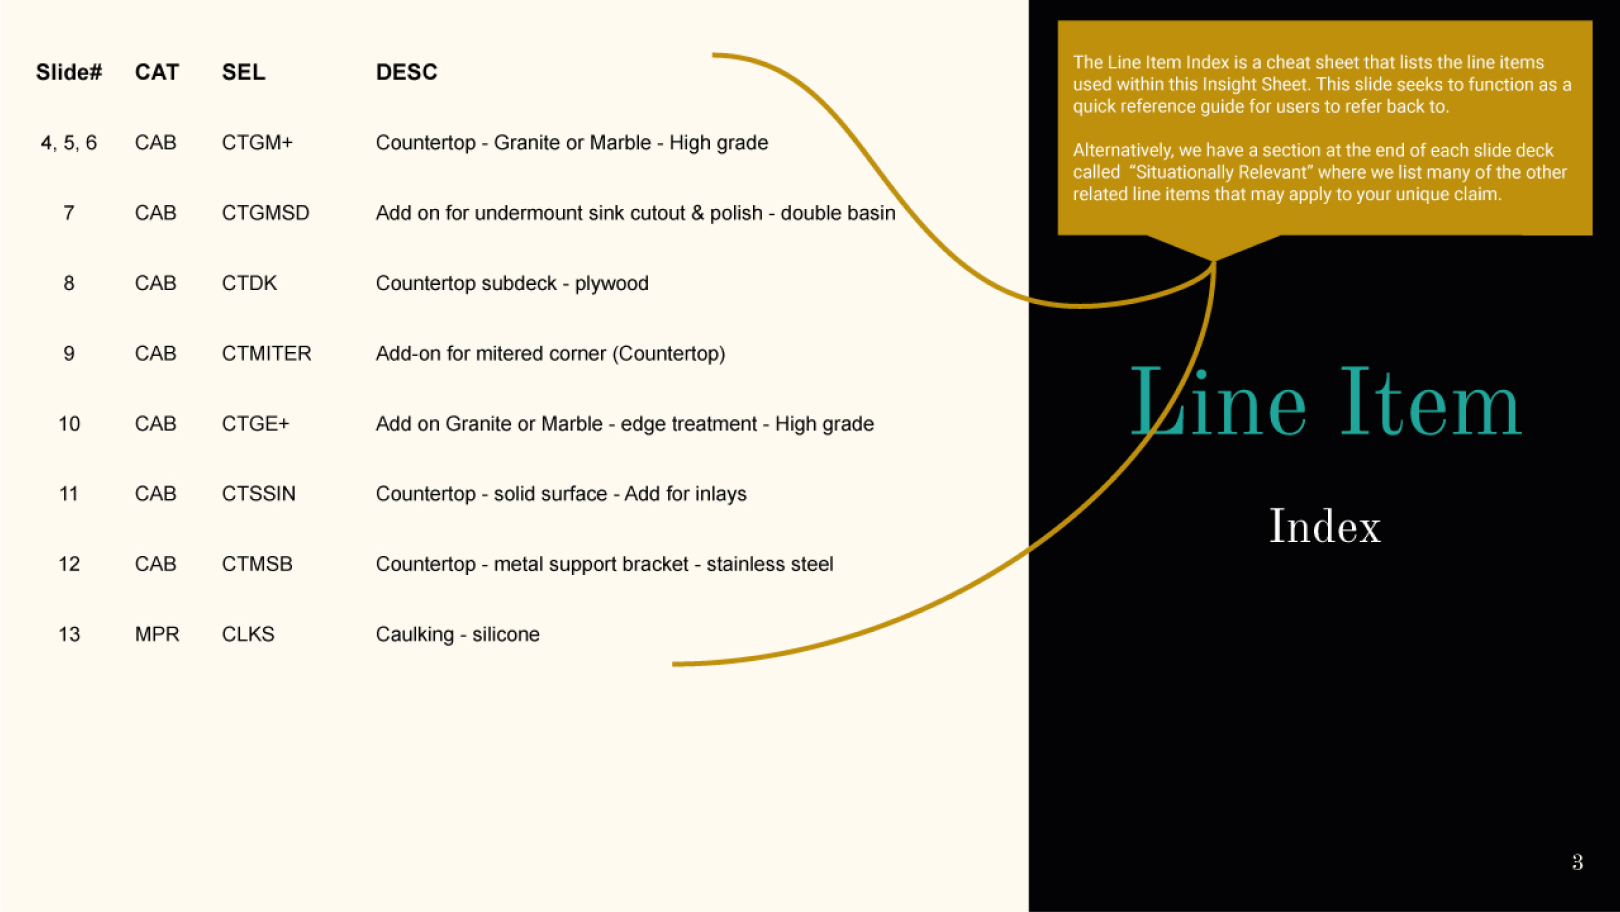 Slide# CAT SEL DESC
4, 5, 6 CAB CTGM+ Countertop - Granite or Marble - High grade
7 CAB CTGMSD Add on for undermount sink cutout & polish - double basin
8 CAB CTDK Countertop subdeck - plywood
9 CAB CTMITER Add-on for mitered corner (Countertop)
10 CAB CTGE+ Add on Granite or Marble - edge treatment - High grade
11 CAB CTSSIN Countertop - solid surface - Add for inlays
12 CAB CTMSB Countertop - metal support bracket - stainless steel
13 MPR CLKS Caulking - silicone
The Line Item Index is a cheat sheet that lists the line items
used within this Insight Sheet. This slide seeks to function as a
quick reference guide for users to refer back to.
Alternatively, we have a section at the end of each slide deck
called “Situationally Relevant” where we list many of the other
related line items that may apply to your unique claim.
Line Item
Index
3